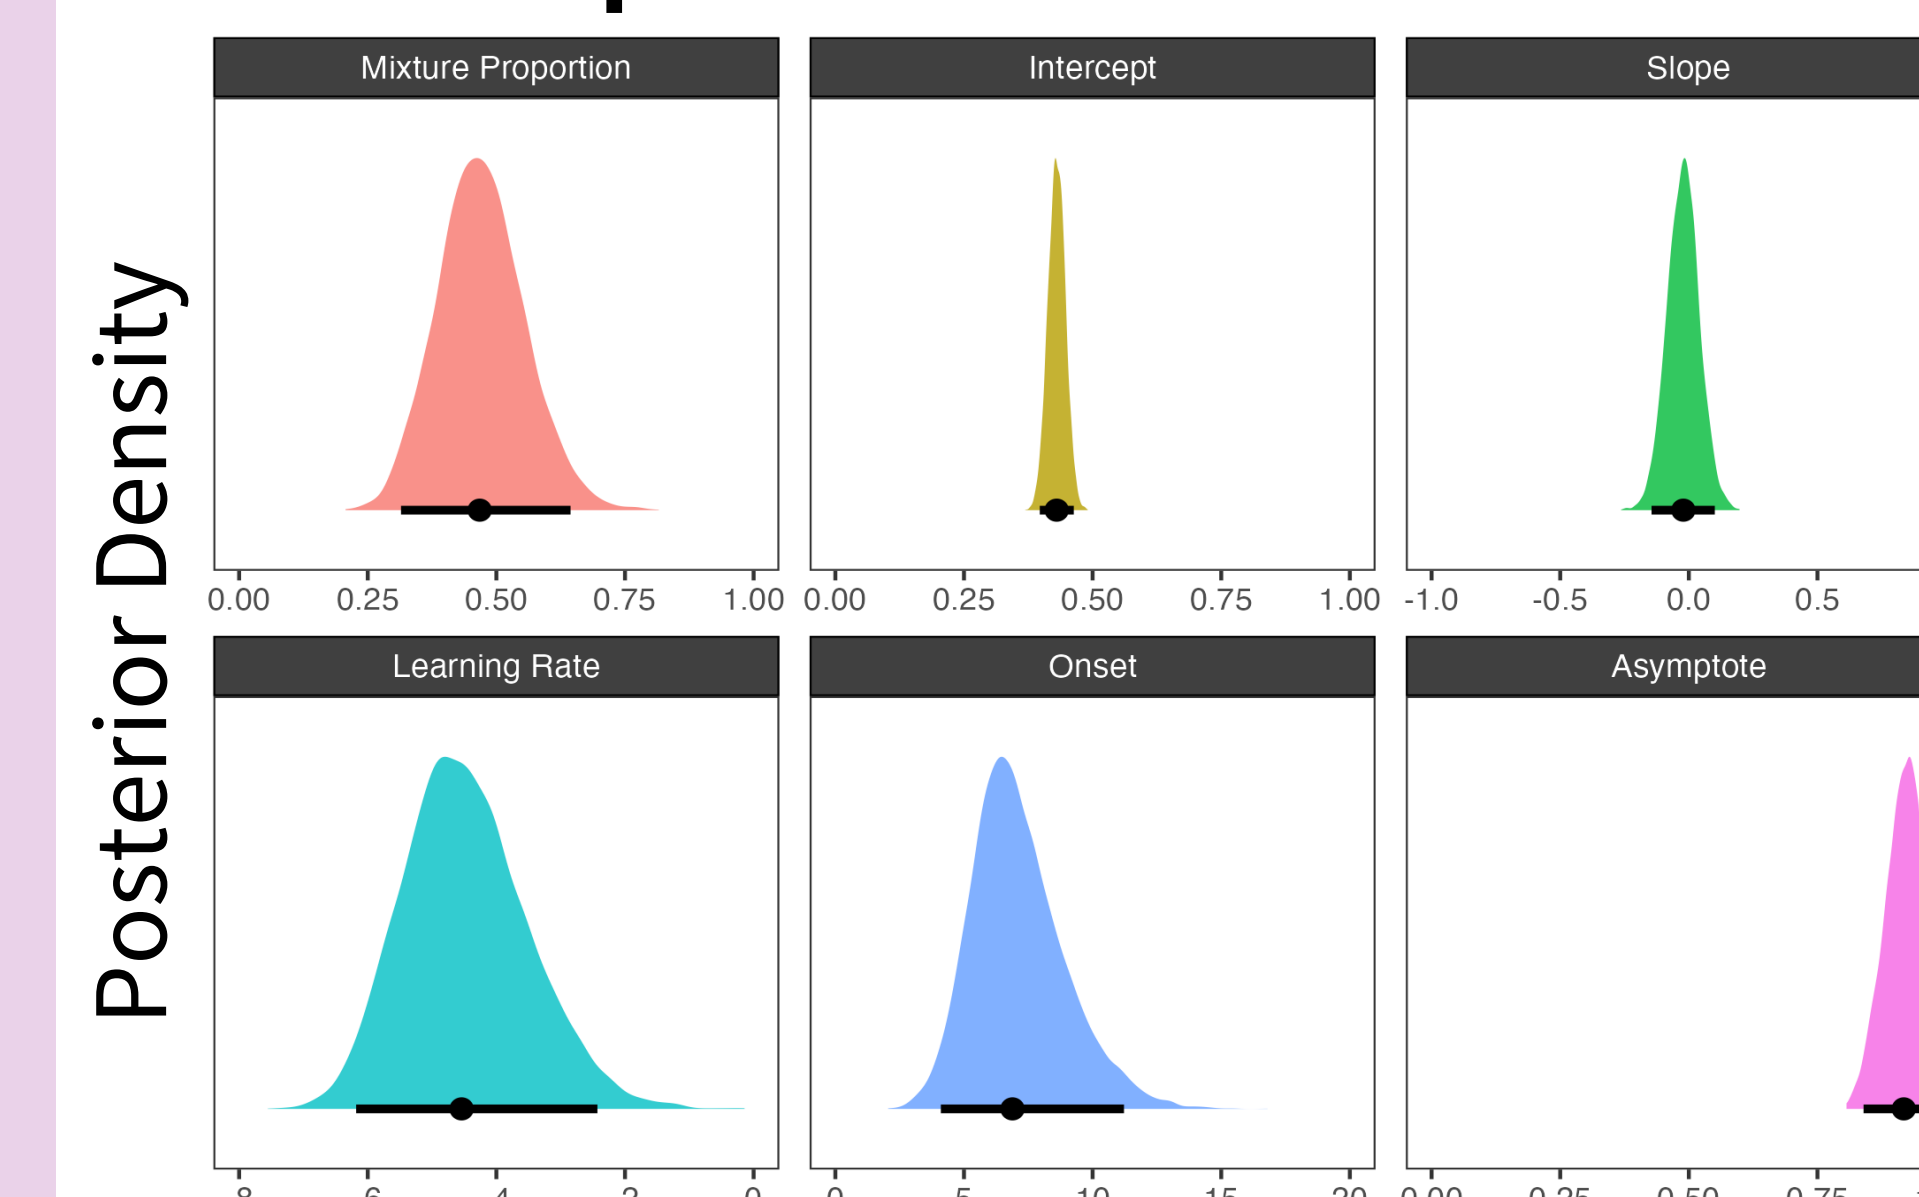 Posterior Density
Mixture Proportion
Intercept
Slope
0.00 0.25 0.50 0.75 1.00
0.00 0.25 0.50 0.75 1.00
-1.0 -0.5 0.0 0.5
Learning Rate
Onset
Asymptote